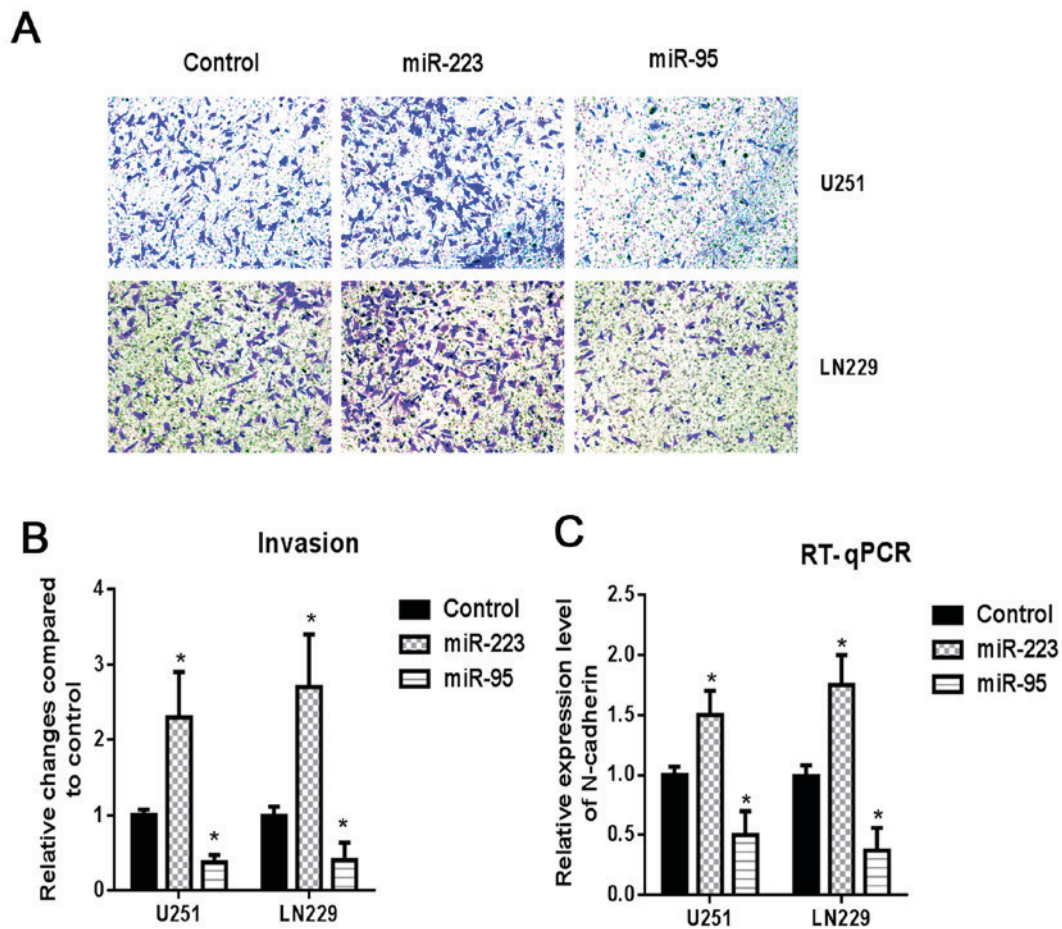 A
Control miR-223 miR-95
U251
LN229
B
Invasion
Relative changes compared
to control
4
3
2
1
0
Control
miR-223
miR-95
*
*
*
*
U251 LN229
C
RT-qPCR
Relative expression level
of N-cadherin
2.5
2.0
1.5
1.0
0.5
0.0
Control
miR-223
miR-95
*
*
*
*
U251 LN229